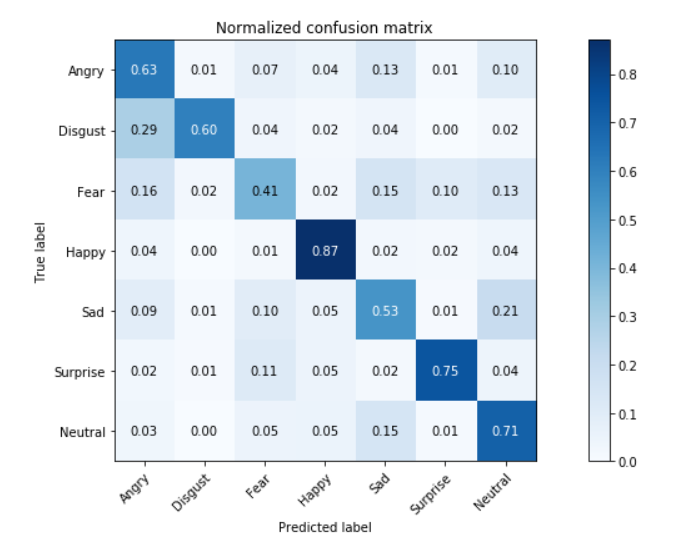 Normalized confusion matrix
Angry 0.63 0.01 0.07 0.04 0.13 0.01 0.10
Disgust 0.29 0.60 0.04 0.02 0.04 0.00 0.02
Fear 0.16 0.02 0.41 0.02 0.15 0.10 0.13
Happy 0.04 0.00 0.01 0.87 0.02 0.02 0.04
Sad 0.09 0.01 0.10 0.05 0.53 0.01 0.21
Surprise 0.02 0.01 0.11 0.05 0.02 0.75 0.04
Neutral 0.03 0.00 0.05 0.05 0.15 0.01 0.71
True label
Angry Disgust Fear Happy Sad Surprise Neutral
Predicted label
0.8
0.7
0.6
0.5
0.4
0.3
0.2
0.1
0.0